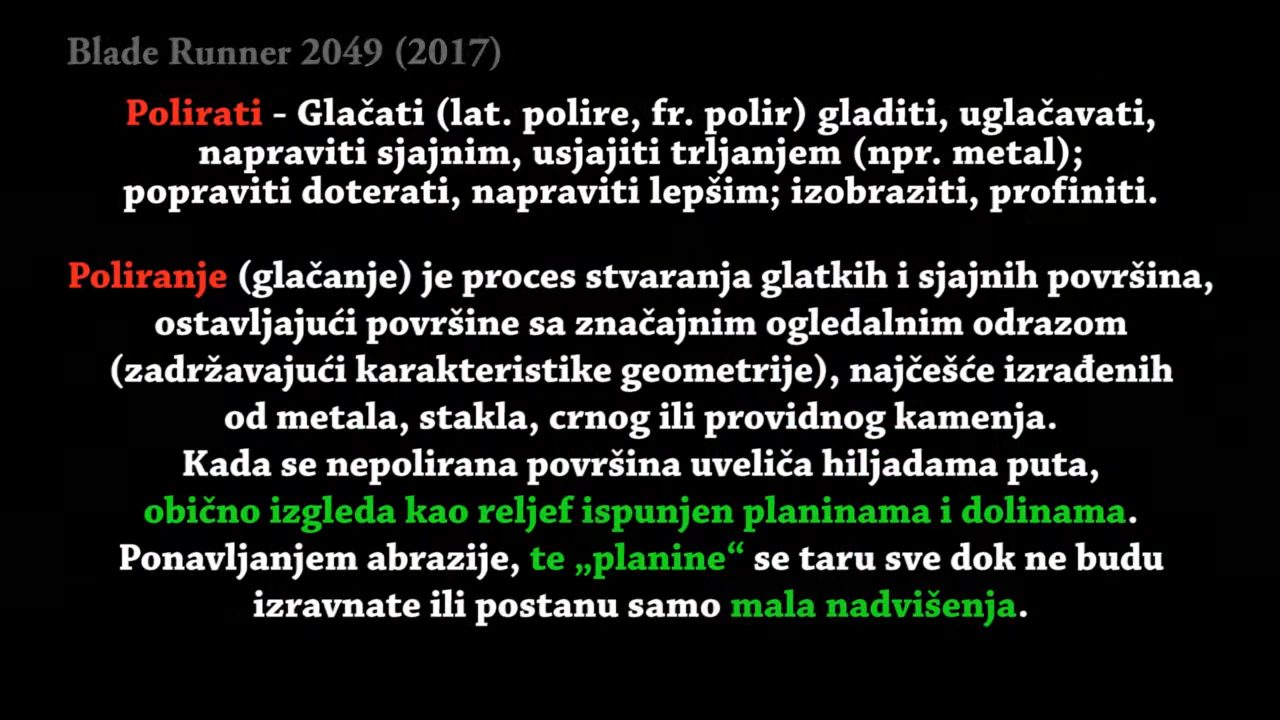 Blade Runner 2049 (2017)
Polirati - Glačati (lat. polire, fr. polir) gladiti, uglačavati,
napraviti sjajnim, usjajiti trljanjem (npr. metal);
popraviti doterati, napraviti lepšim; izobraziti, profiniti.
Poliranje (glačanje) je proces stvaranja glatkih i sjajnih površina,
ostavljajući površine sa značajnim ogledalnim odrazom
(zadržavajući karakteristike geometrije), najčešće izrađenih
od metala, stakla, crnog ili providnog kamenja.
Kada se nepolirana površina uveliča hiljadama puta,
obično izgleda kao reljef ispunjen planinama i dolinama.
Ponavljanjem abrazije, te „planine“ se taru sve dok ne budu
izravnate ili postanu samo mala nadvišenja.